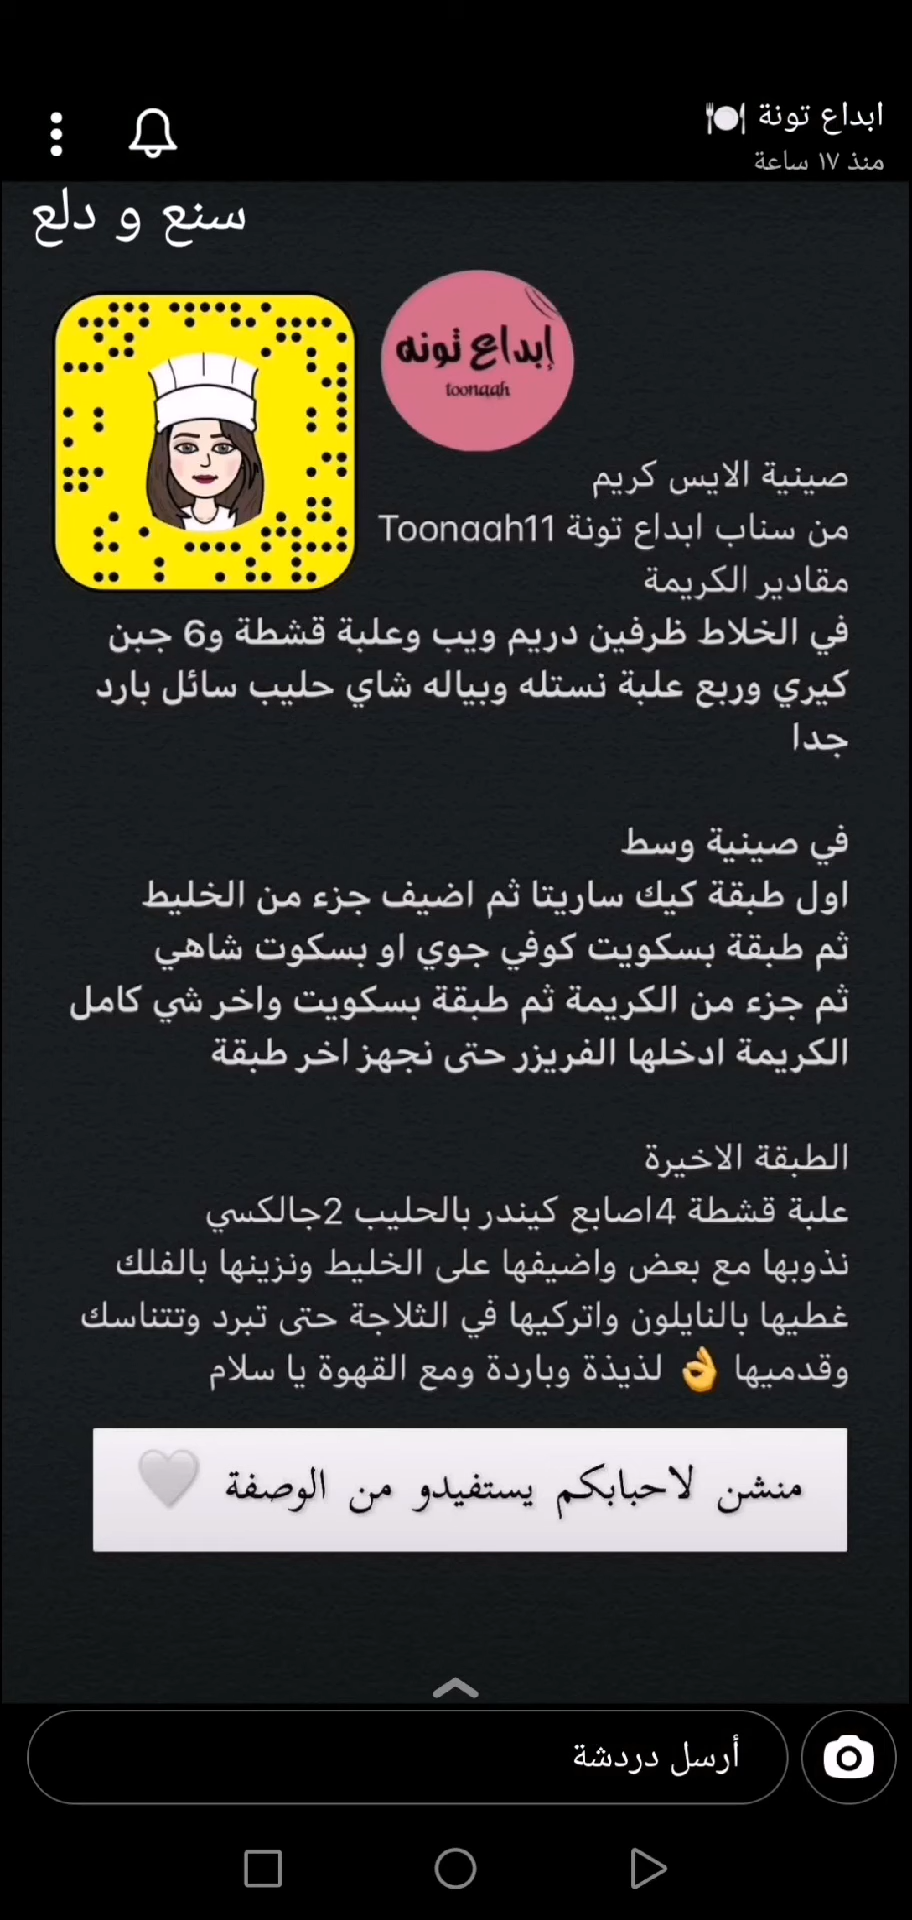 ابداع تونة 🍽
منذ ١٧ ساعة
سنع و دلع
إبداع تونه
toonaah
صينية الايس كريم
من سناب ابداع تونة Toonaah11
مقادير الكريمة
في الخلاط ظرفين دريم ويب وعلبة قشطة و6 جبن
كيري وربع علبة نستله وبياله شاي حليب سائل بارد
جدا
في صينية وسط
اول طبقة كيك ساريتا ثم اضيف جزء من الخليط
ثم طبقة بسكويت كوفي جوي او بسكوت شاهي
ثم جزء من الكريمة ثم طبقة بسكويت واخر شي كامل
الكريمة ادخلها الفريزر حتى نجهز اخر طبقة
الطبقة الاخيرة
علبة قشطة 4اصابع كيندر بالحليب 2جالكسي
نذوبها مع بعض واضيفها على الخليط ونزينها بالفلك
غطيها بالنايلون واتركيها في الثلاجة حتى تبرد وتتناسك
وقدميها 👌 لذيذة وباردة ومع القهوة يا سلام
منشن لاحبابكم يستفيدو من الوصفة 🤍
أرسل دردشة